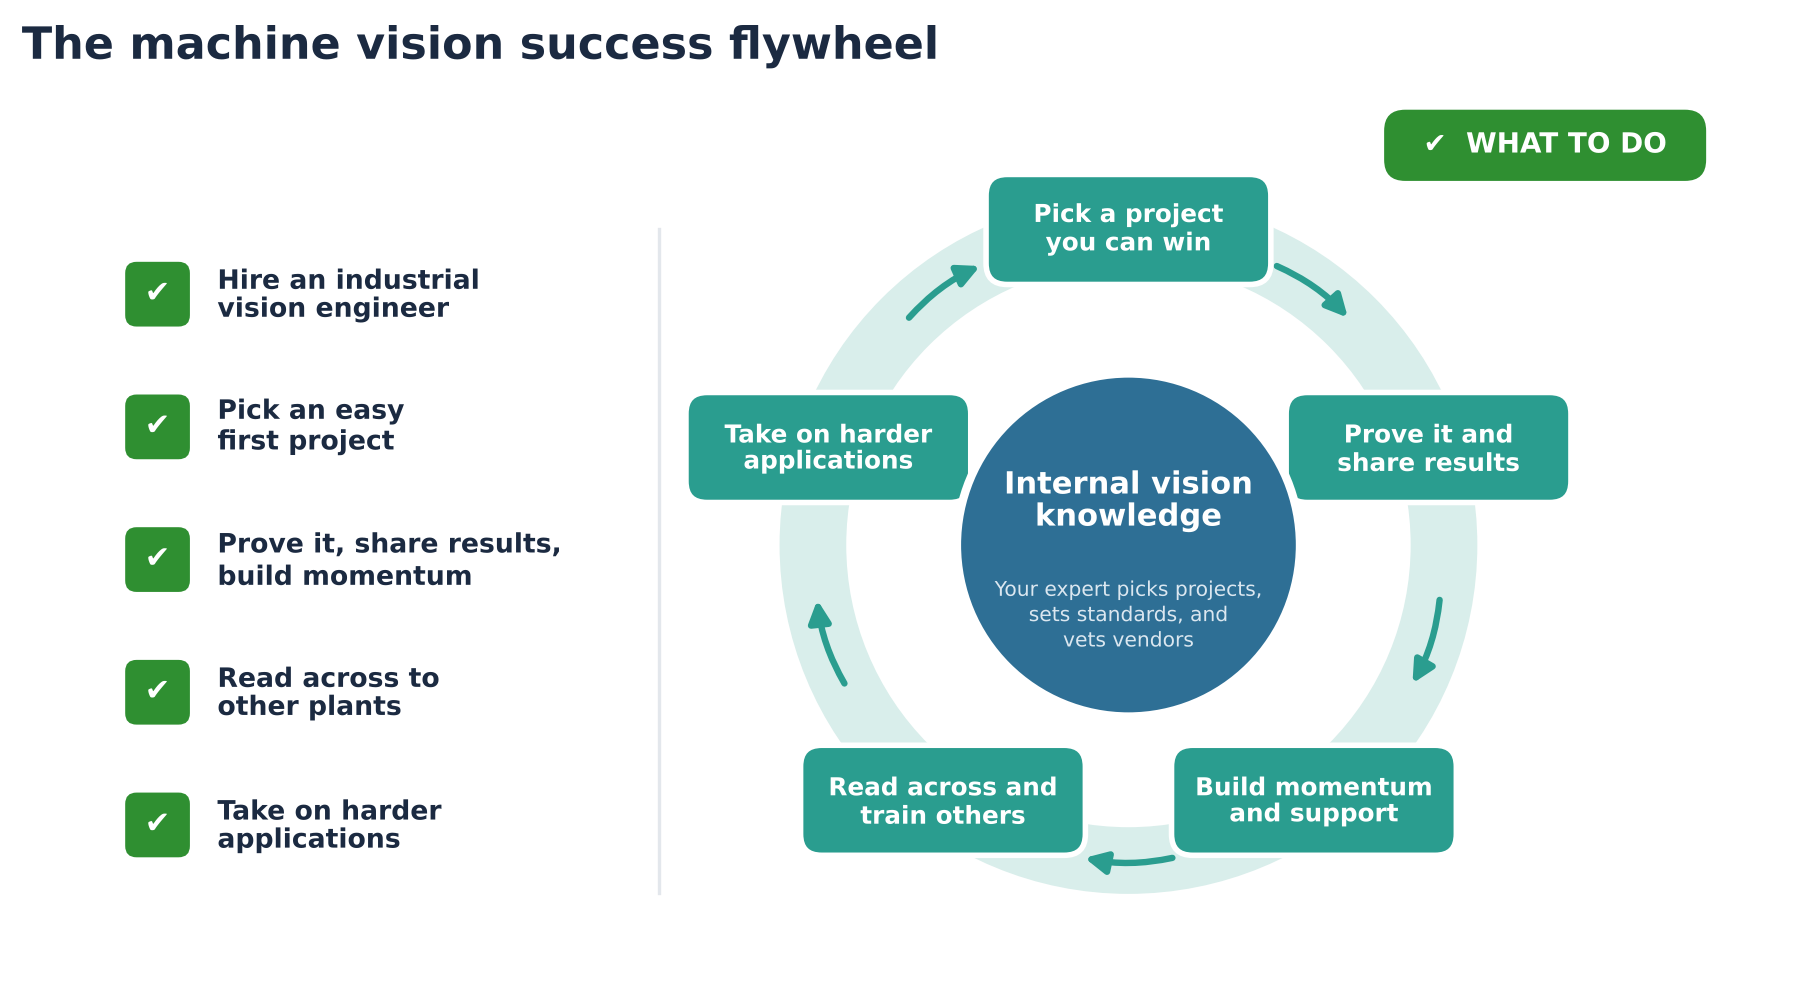 The machine vision success flywheel
✔ WHAT TO DO
✔ Hire an industrial
vision engineer
✔ Pick an easy
first project
✔ Prove it, share results,
build momentum
✔ Read across to
other plants
✔ Take on harder
applications
Pick a project
you can win
Prove it and
share results
Build momentum
and support
Read across and
train others
Take on harder
applications
Internal vision
knowledge
Your expert picks projects,
sets standards, and
vets vendors